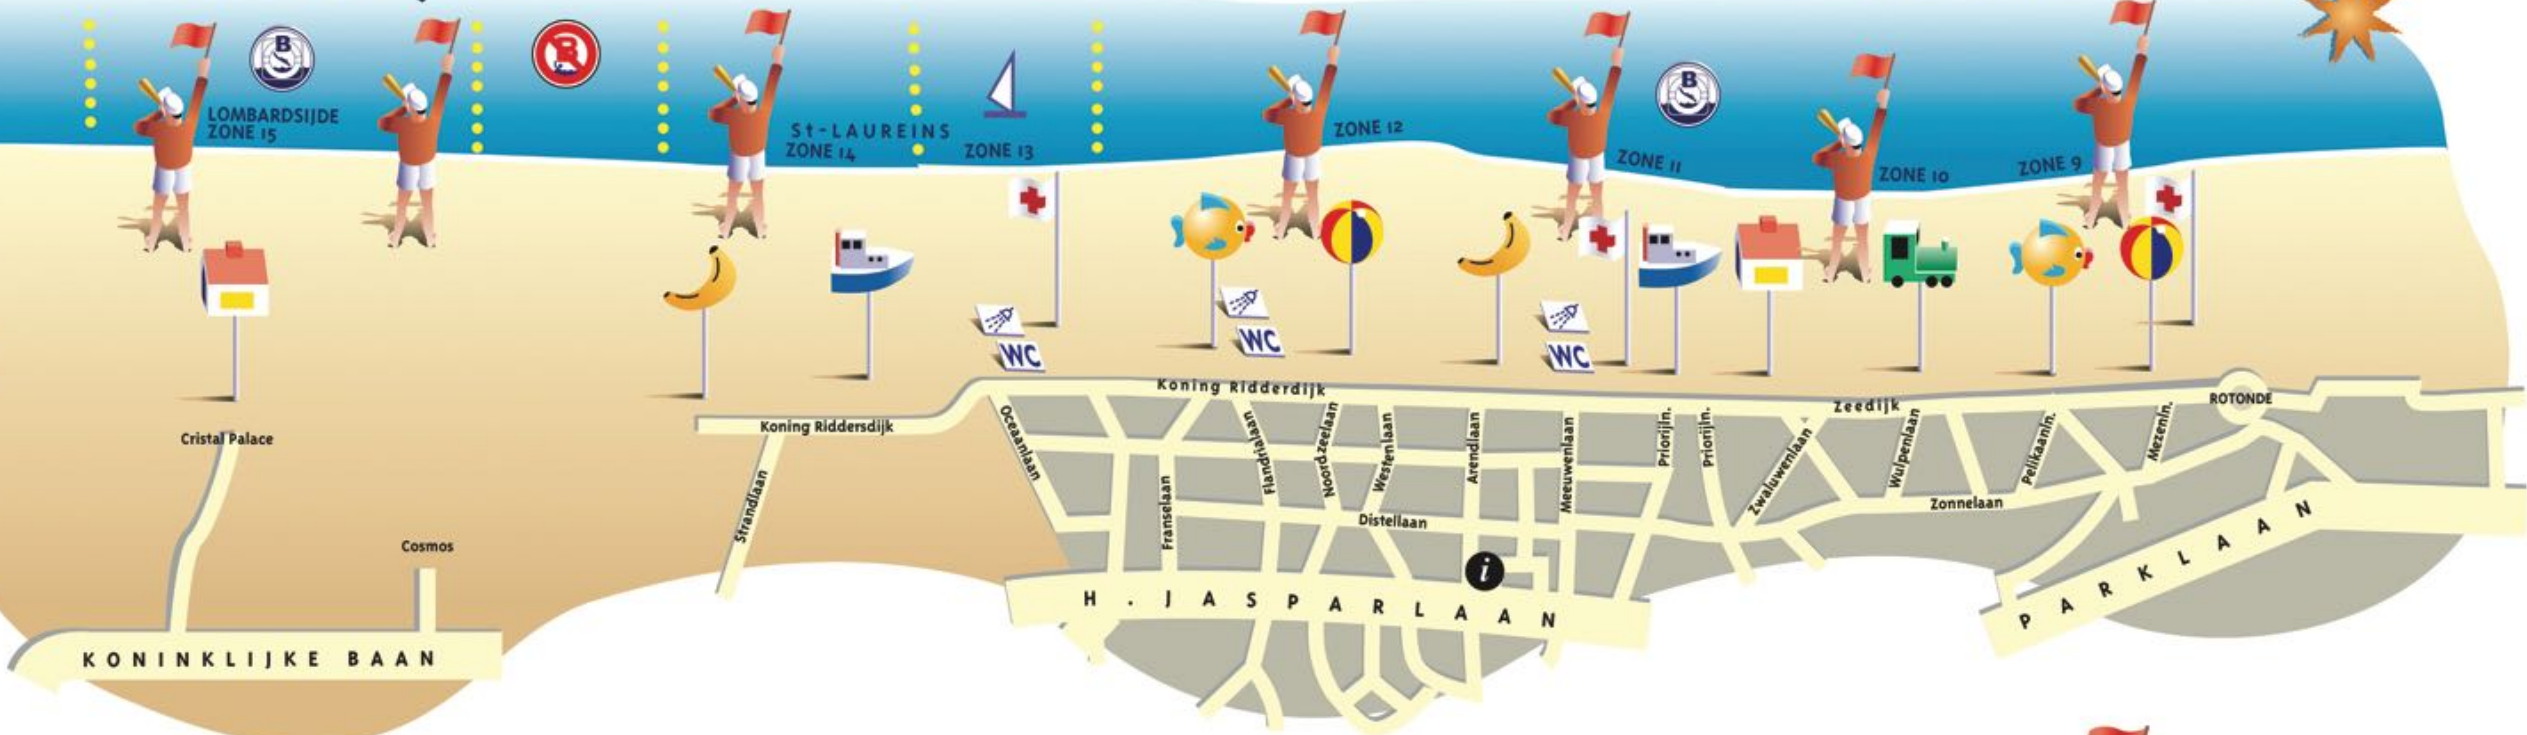 B
B
B
LOMBARDSIJDE
ZONE 15
St-LAUREINS
ZONE 14
ZONE 13
ZONE 12
ZONE 11
ZONE 10
ZONE 9
WC
WC
WC
Cristal Palace
Cosmos
KONINKLIJKE BAAN
Koning Riddersdijk
Strandlaan
Koning Ridderdijk
Zeedijk
ROTONDE
Oceaanlaan
Franselaan
Flandrialaan
Noordzeelaan
Westenlaan
Arendlaan
Meeuwenlaan
Priorijln.
Priorijln.
Zwaluwenlaan
Wulpenlaan
Pelikaanln.
Mezenln.
Distellaan
Zonnelaan
i
H. JASPARLAAN
PARKLAAN